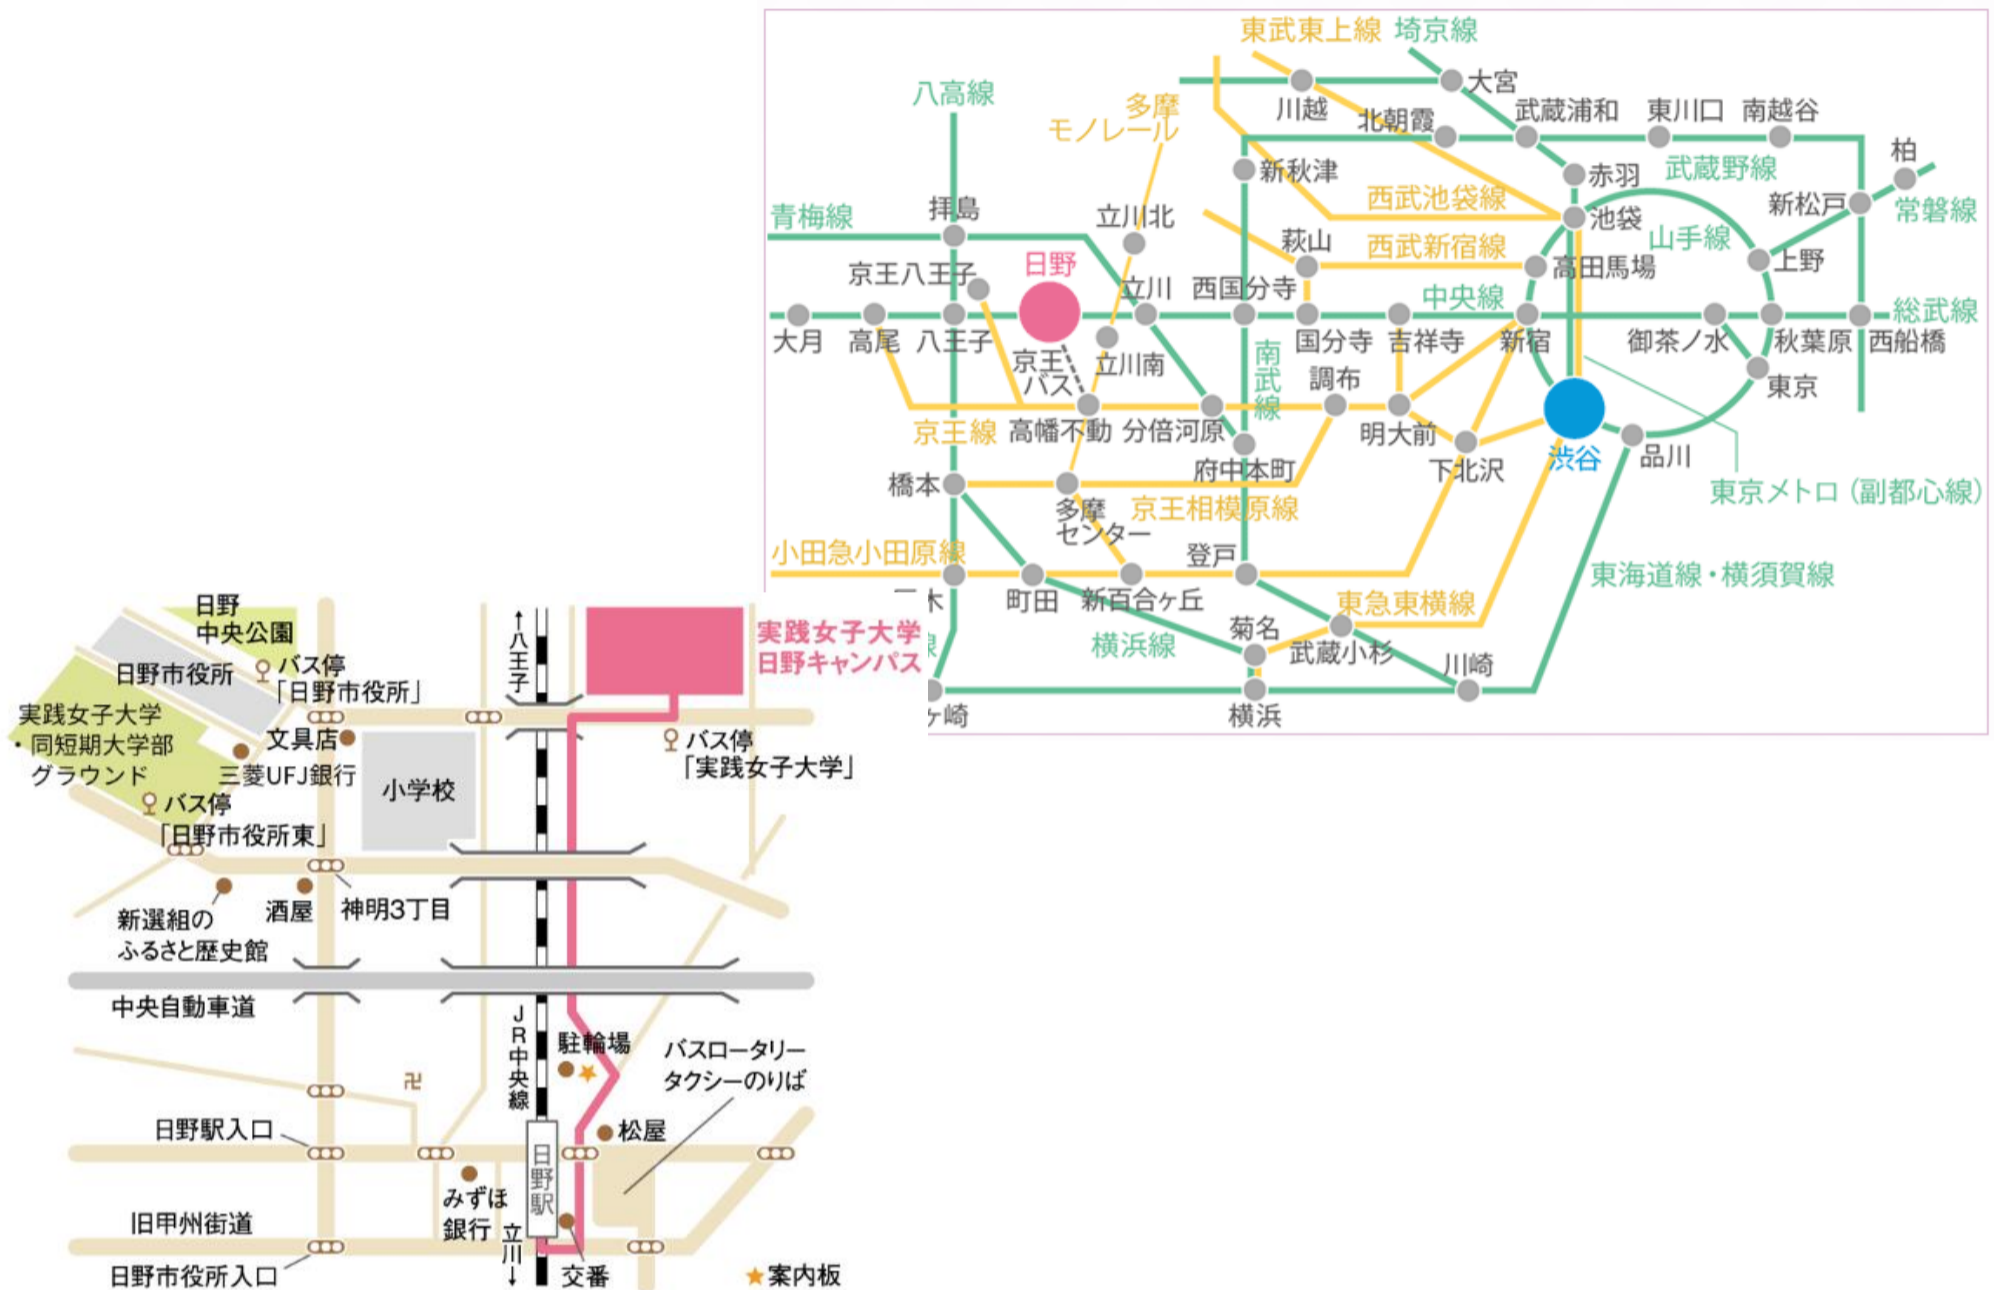 東武東上線
埼京線
八高線
多摩
モノレール
川越
大宮
北朝霞
武蔵浦和
東川口
南越谷
柏
新秋津
赤羽
武蔵野線
新松戸
常磐線
青梅線
拝島
立川北
西武池袋線
池袋
山手線
萩山
西武新宿線
高田馬場
上野
京王八王子
日野
立川
西国分寺
中央線
総武線
大月
高尾
八王子
京王
バス
立川南
南武線
国分寺
吉祥寺
新宿
御茶ノ水
秋葉原
西船橋
調布
東京
京王線
高幡不動
分倍河原
明大前
下北沢
渋谷
品川
府中本町
橋本
多摩
センター
京王相模原線
東京メトロ（副都心線）
小田急小田原線
登戸
東海道線・横須賀線
木
町田
新百合ヶ丘
東急東横線
線
横浜線
菊名
武蔵小杉
川崎
ヶ崎
横浜
日野
中央公園
日野市役所
バス停
「日野市役所」
↑八王子
実践女子大学
日野キャンパス
実践女子大学
・同短期大学部
グラウンド
文具店
三菱UFJ銀行
小学校
バス停
「実践女子大学」
バス停
「日野市役所東」
新選組の
ふるさと歴史館
酒屋
神明3丁目
中央自動車道
JR中央線
駐輪場
バスロータリー
タクシーのりば
卍
日野駅入口
松屋
日野駅
みずほ
銀行
旧甲州街道
立川↓
日野市役所入口
交番
★案内板